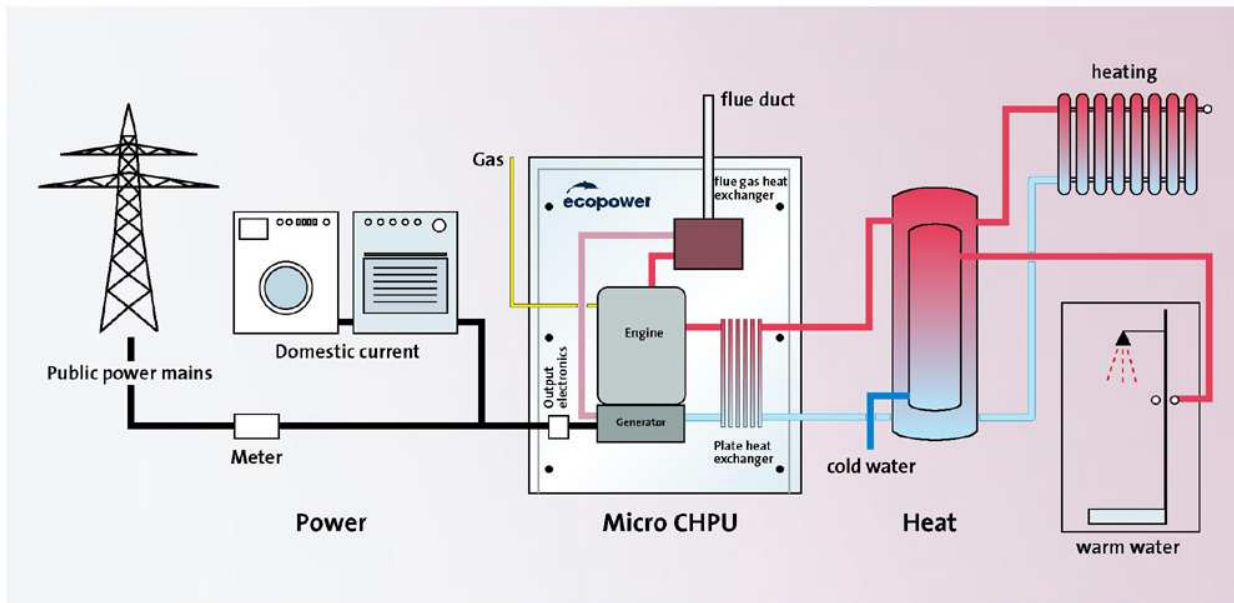 heating
flue duct
Gas
flue gas heat
exchanger
ecopower
Engine
Domestic current
Public power mains
Output
electronics
Generator
Meter
Plate heat
exchanger
cold water
Power
Micro CHPU
Heat
warm water